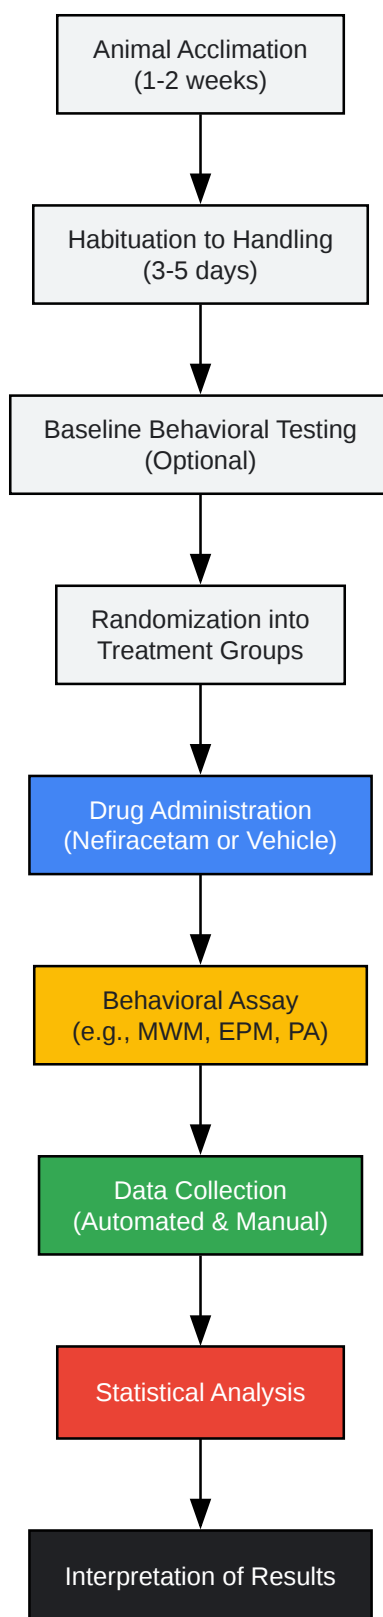 Animal Acclimation
(1-2 weeks)
Habituation to Handling
(3-5 days)
Baseline Behavioral Testing
(Optional)
Randomization into
Treatment Groups
Drug Administration
(Nefiracetam or Vehicle)
Behavioral Assay
(e.g., MWM, EPM, PA)
Data Collection
(Automated & Manual)
Statistical Analysis
Interpretation of Results